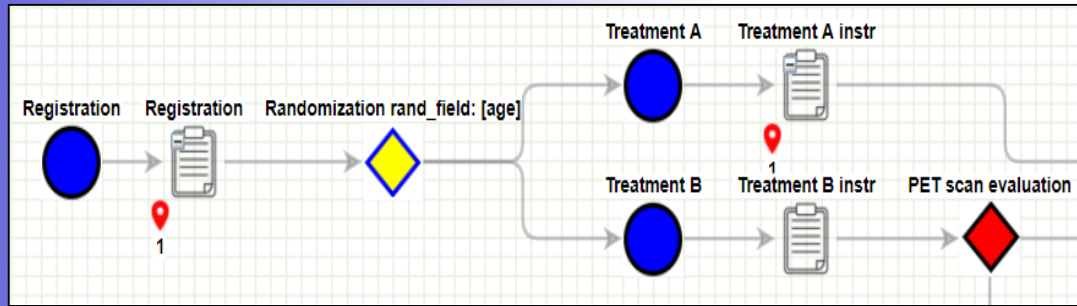 Registration
Registration
1
Randomization rand_field: [age]
Treatment A
Treatment A instr
1
Treatment B
Treatment B instr
PET scan evaluation